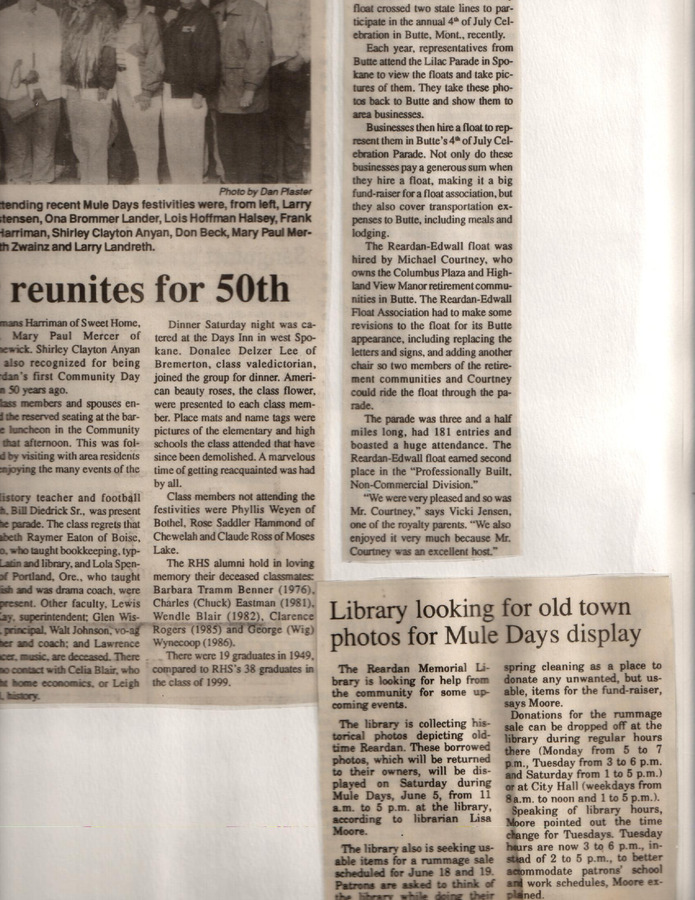 Photo by Dan Plaster
tending recent Mule Days festivities were, from left, Larry
stensen, Ona Brommer Lander, Lois Hoffman Halsey, Frank
Harriman, Shirley Clayton Anyan, Don Beck, Mary Paul Mer-
th Zwainz and Larry Landreth.
reunites for 50th
mans Harriman of Sweet Home,
Mary Paul Mercer of
newick. Shirley Clayton Anyan
also recognized for being
rdan's first Community Day
n 50 years ago.
lass members and spouses en-
d the reserved seating at the bar-
e luncheon in the Community
that afternoon. This was fol-
d by visiting with area residents
enjoying the many events of the
istory teacher and football
h, Bill Diedrick Sr., was present
he parade. The class regrets that
abeth Raymer Eaton of Boise,
o, who taught bookkeeping, typ-
Latin and library, and Lola Spen-
of Portland, Ore., who taught
ish and was drama coach, were
present. Other faculty, Lewis
Kay, superintendent; Glen Wis-
principal, Walt Johnson, vo-ag
her and coach; and Lawrence
cer, music, are deceased. There
no contact with Celia Blair, who
ht home economics, or Leigh
l, history.
Dinner Saturday night was ca-
tered at the Days Inn in west Spo-
kane. Donalee Delzer Lee of
Bremerton, class valedictorian,
joined the group for dinner. Ameri-
can beauty roses, the class flower,
were presented to each class mem-
ber. Place mats and name tags were
pictures of the elementary and high
schools the class attended that have
since been demolished. A marvelous
time of getting reacquainted was had
by all.
Class members not attending the
festivities were Phyllis Weyen of
Bothel, Rose Saddler Hammond of
Chewelah and Claude Ross of Moses
Lake.
The RHS alumni hold in loving
memory their deceased classmates:
Barbara Tramm Benner (1976),
Charles (Chuck) Eastman (1981),
Wendle Blair (1982), Clarence
Rogers (1985) and George (Wig)
Wynecoop (1986).
There were 19 graduates in 1949,
compared to RHS's 38 graduates in
the class of 1999.
float crossed two state lines to par-
ticipate in the annual 4th of July Cel-
ebration in Butte, Mont., recently.
Each year, representatives from
Butte attend the Lilac Parade in Spo-
kane to view the floats and take pic-
tures of them. They take these pho-
tos back to Butte and show them to
area businesses.
Businesses then hire a float to rep-
resent them in Butte's 4th of July Cel-
ebration Parade. Not only do these
businesses pay a generous sum when
they hire a float, making it a big
fund-raiser for a float association, but
they also cover transportation ex-
penses to Butte, including meals and
lodging.
The Reardan-Edwall float was
hired by Michael Courtney, who
owns the Columbus Plaza and High-
land View Manor retirement commu-
nities in Butte. The Reardan-Edwall
Float Association had to make some
revisions to the float for its Butte
appearance, including replacing the
letters and signs, and adding another
chair so two members of the retire-
ment communities and Courtney
could ride the float through the pa-
rade.
The parade was three and a half
miles long, had 181 entries and
boasted a huge attendance. The
Reardan-Edwall float earned second
place in the "Professionally Built,
Non-Commercial Division."
"We were very pleased and so was
Mr. Courtney," says Vicki Jensen,
one of the royalty parents. "We also
enjoyed it very much because Mr.
Courtney was an excellent host."
Library looking for old town
photos for Mule Days display
The Reardan Memorial Li-
brary is looking for help from
the community for some up-
coming events.
The library is collecting his-
torical photos depicting old-
time Reardan. These borrowed
photos, which will be returned
to their owners, will be dis-
played on Saturday during
Mule Days, June 5, from 11
a.m. to 5 p.m. at the library,
according to librarian Lisa
Moore.
The library also is seeking us-
able items for a rummage sale
scheduled for June 18 and 19.
Patrons are asked to think of
the library while doing their
spring cleaning as a place to
donate any unwanted, but us-
able, items for the fund-raiser,
says Moore.
Donations for the rummage
sale can be dropped off at the
library during regular hours
there (Monday from 5 to 7
p.m., Tuesday from 3 to 6 p.m.
and Saturday from 1 to 5 p.m.)
or at City Hall (weekdays from
8 a.m. to noon and 1 to 5 p.m.).
Speaking of library hours,
Moore pointed out the time
change for Tuesdays. Tuesday
hours are now 3 to 6 p.m., in-
stead of 2 to 5 p.m., to better
accommodate patrons' school
and work schedules, Moore ex-
plained.